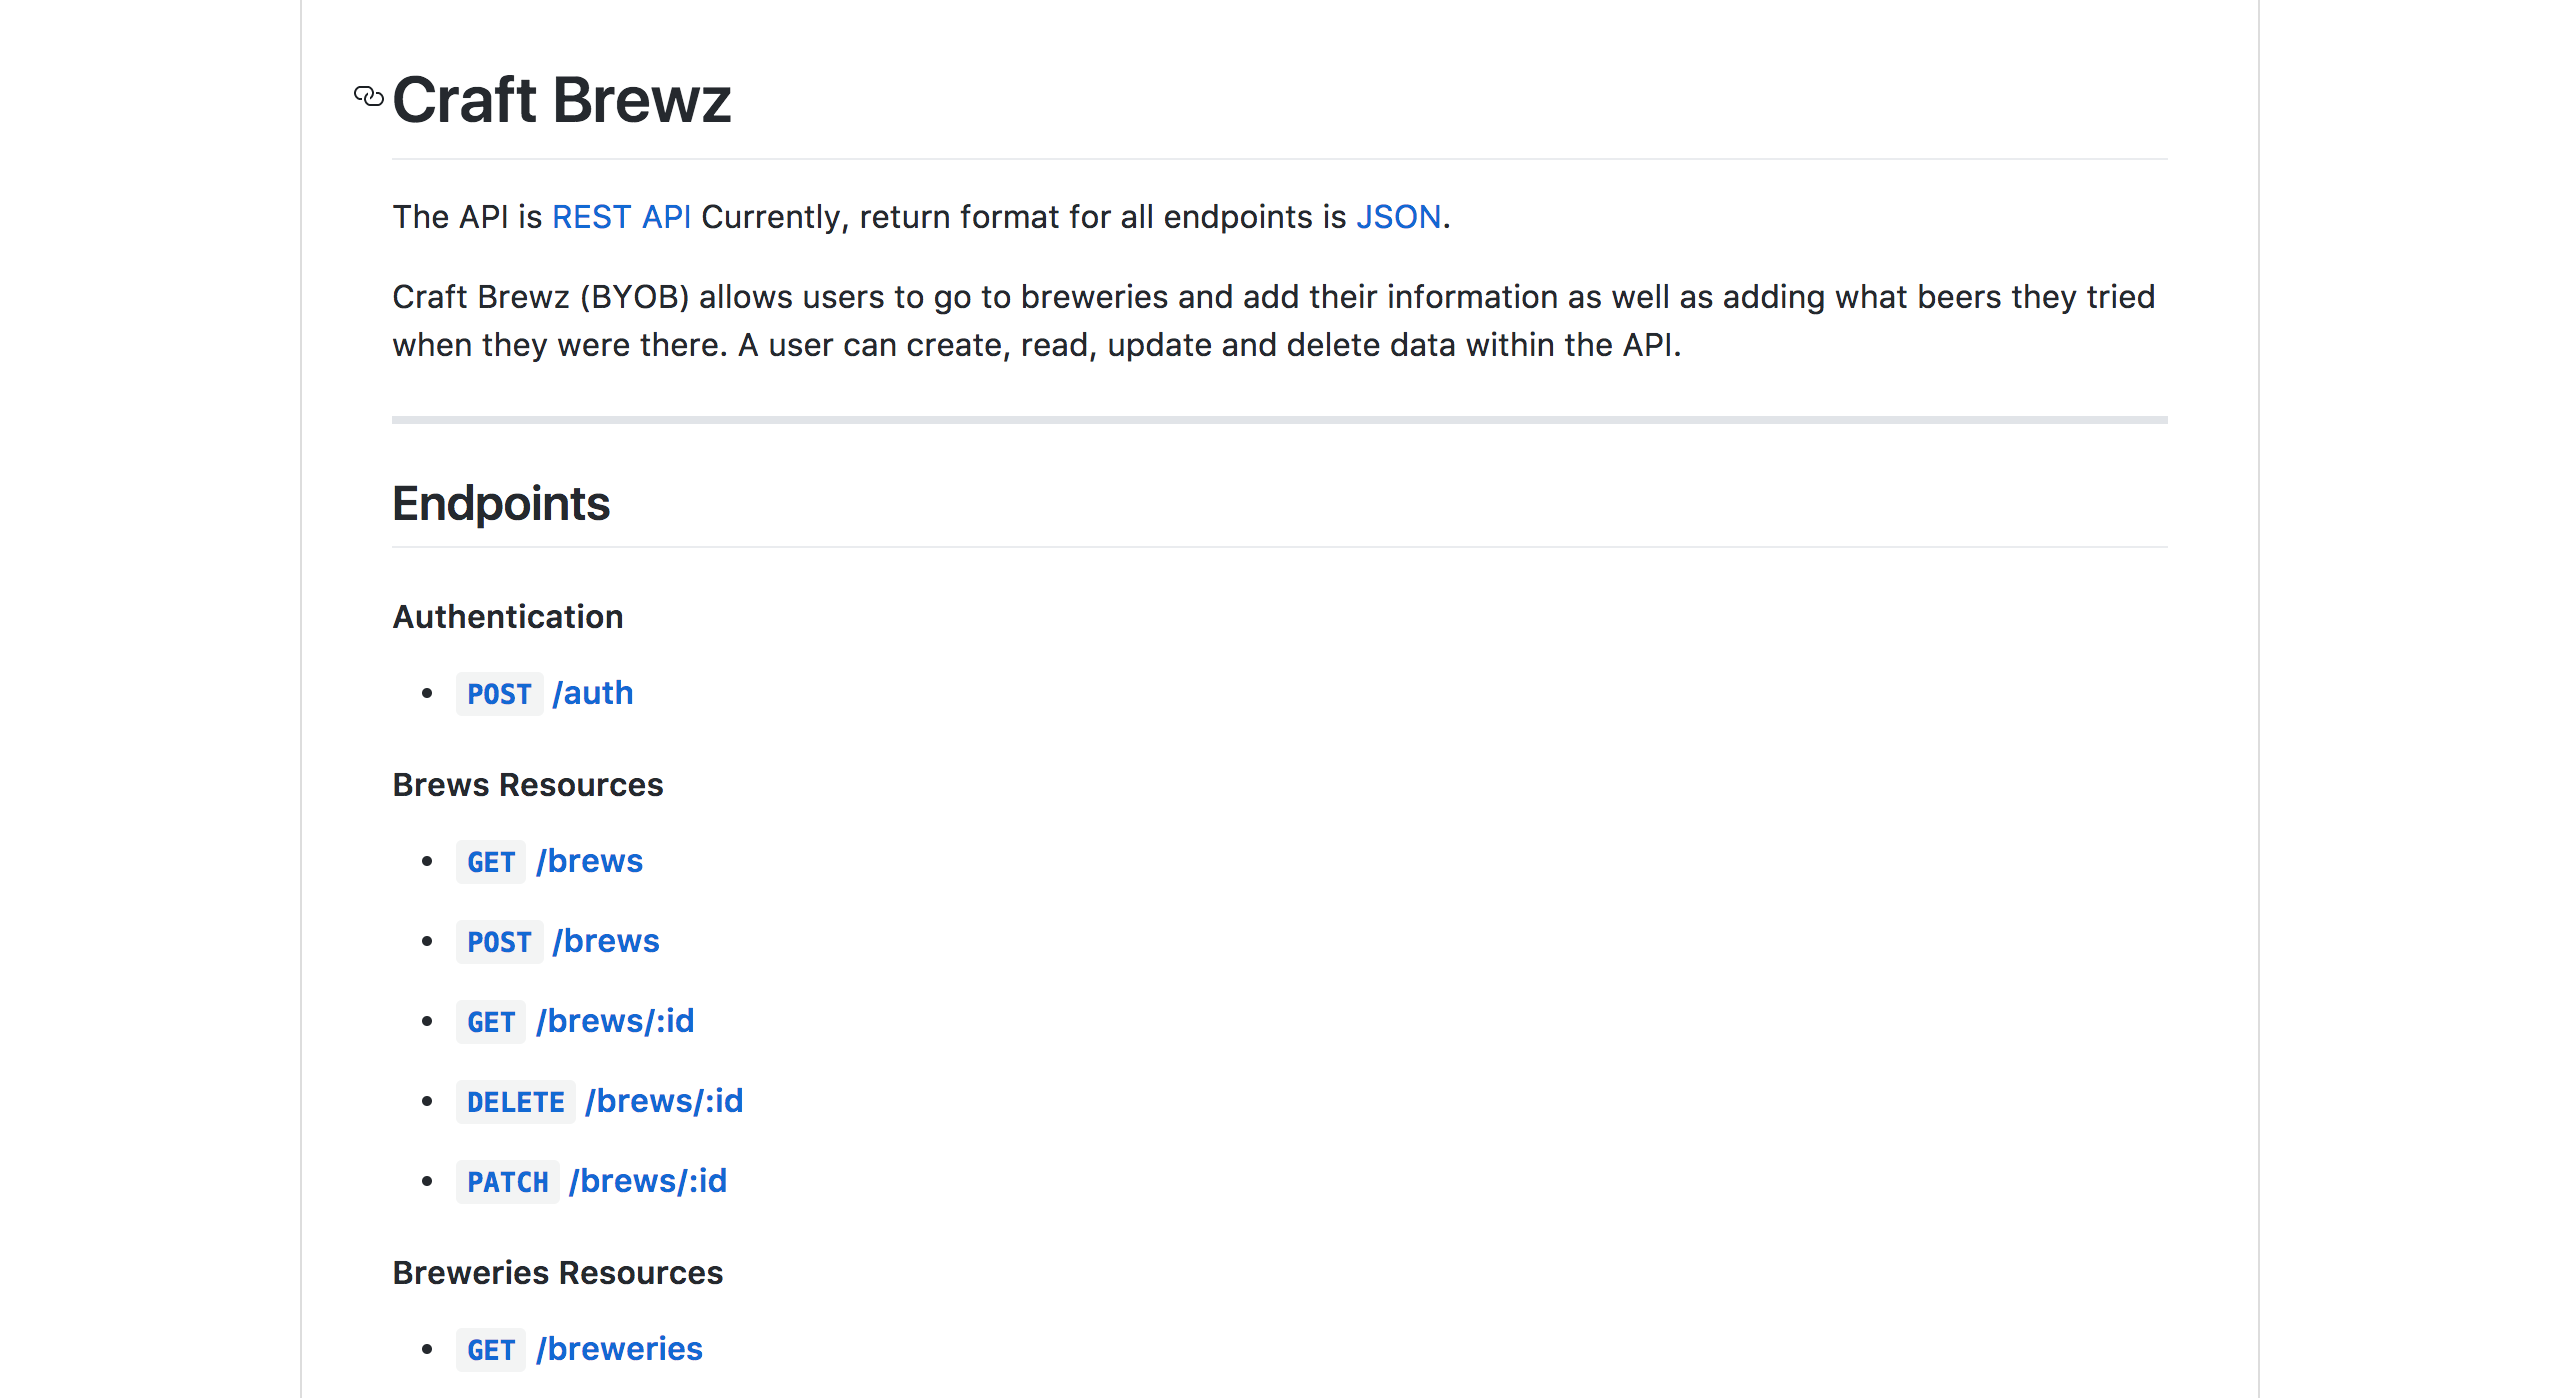 Craft Brewz
The API is REST API Currently, return format for all endpoints is JSON.
Craft Brewz (BYOB) allows users to go to breweries and add their information as well as adding what beers they tried
when they were there. A user can create, read, update and delete data within the API.
Endpoints
Authentication
POST /auth
Brews Resources
GET /brews
POST /brews
GET /brews/:id
DELETE /brews/:id
PATCH /brews/:id
Breweries Resources
GET /breweries